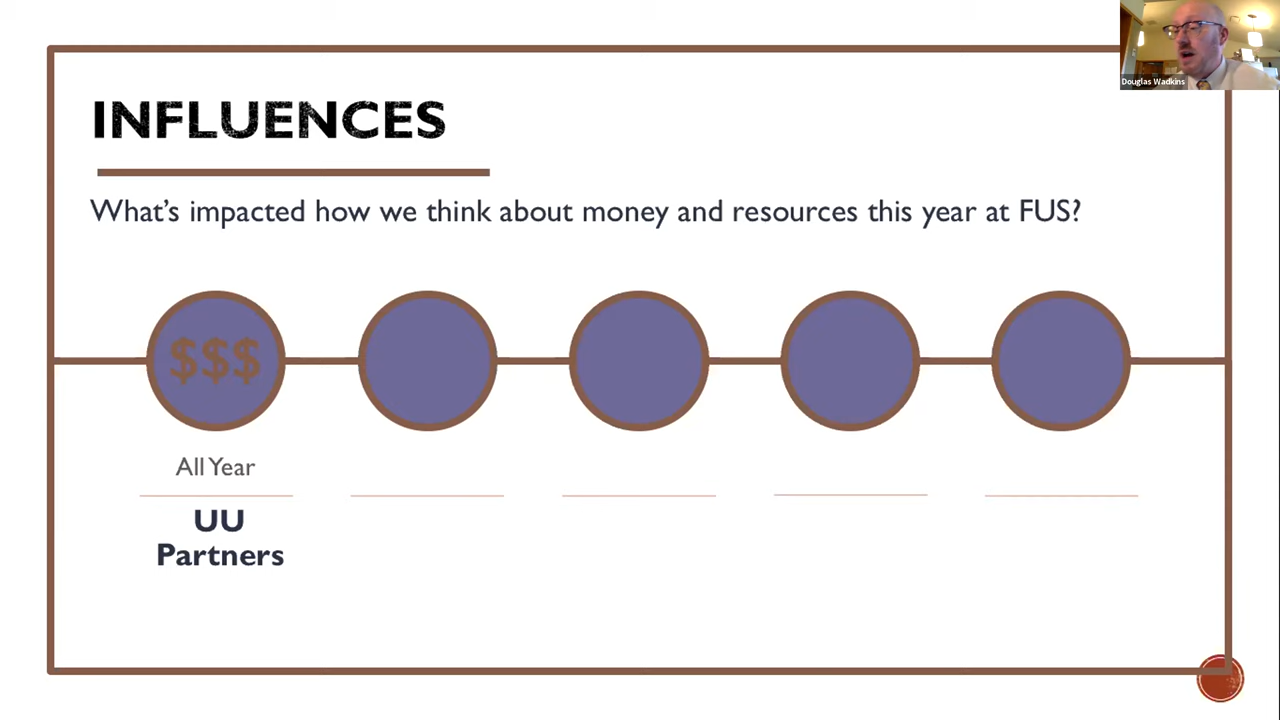 Douglas Wadkins
INFLUENCES
What's impacted how we think about money and resources this year at FUS?
$$$
All Year
UU
Partners